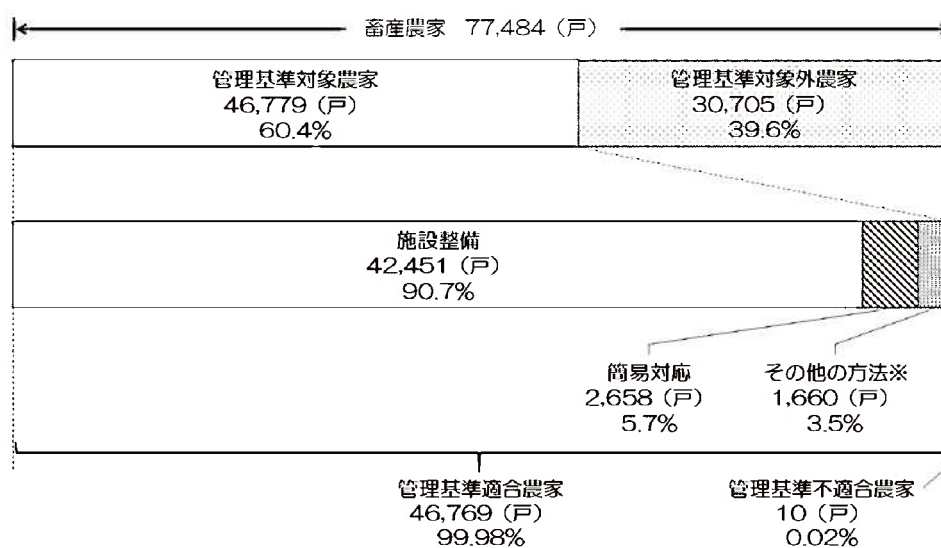 畜産農家 77,484（戸）
管理基準対象農家
46,779（戸）
60.4%
管理基準対象外農家
30,705（戸）
39.6%
施設整備
42,451（戸）
90.7%
簡易対応
2,658（戸）
5.7%
その他の方法※
1,660（戸）
3.5%
管理基準適合農家
46,769（戸）
99.98%
管理基準不適合農家
10（戸）
0.02%